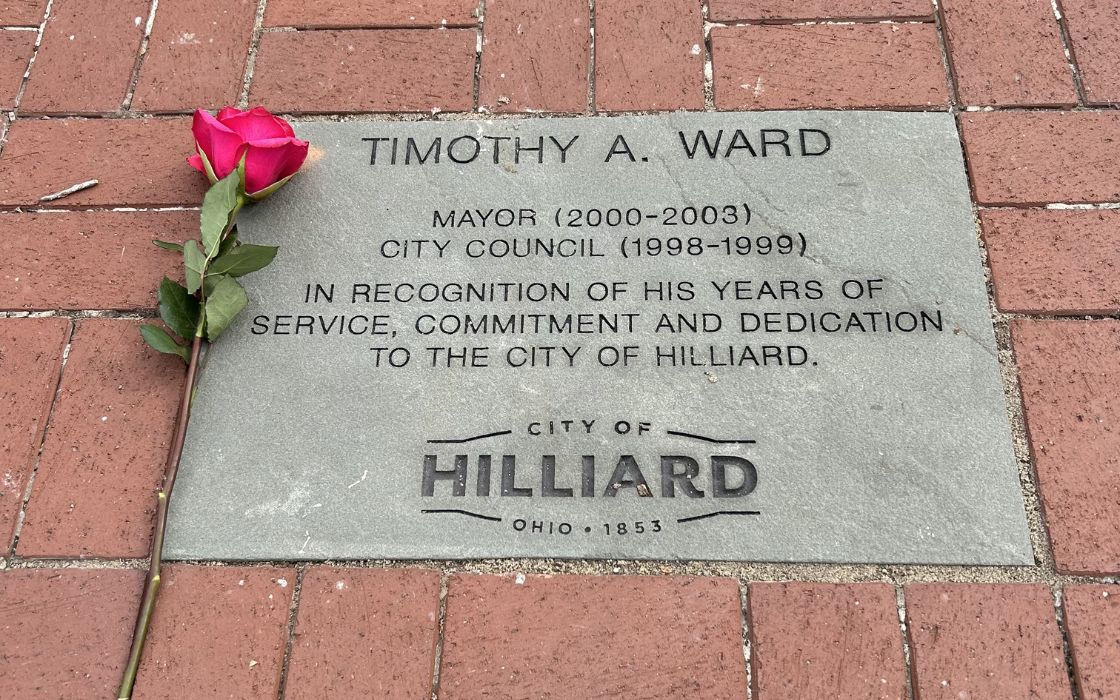 TIMOTHY A. WARD
MAYOR (2000-2003)
CITY COUNCIL (1998-1999)
IN RECOGNITION OF HIS YEARS OF
SERVICE, COMMITMENT AND DEDICATION
TO THE CITY OF HILLIARD.
CITY OF
HILLIARD
OHIO • 1853